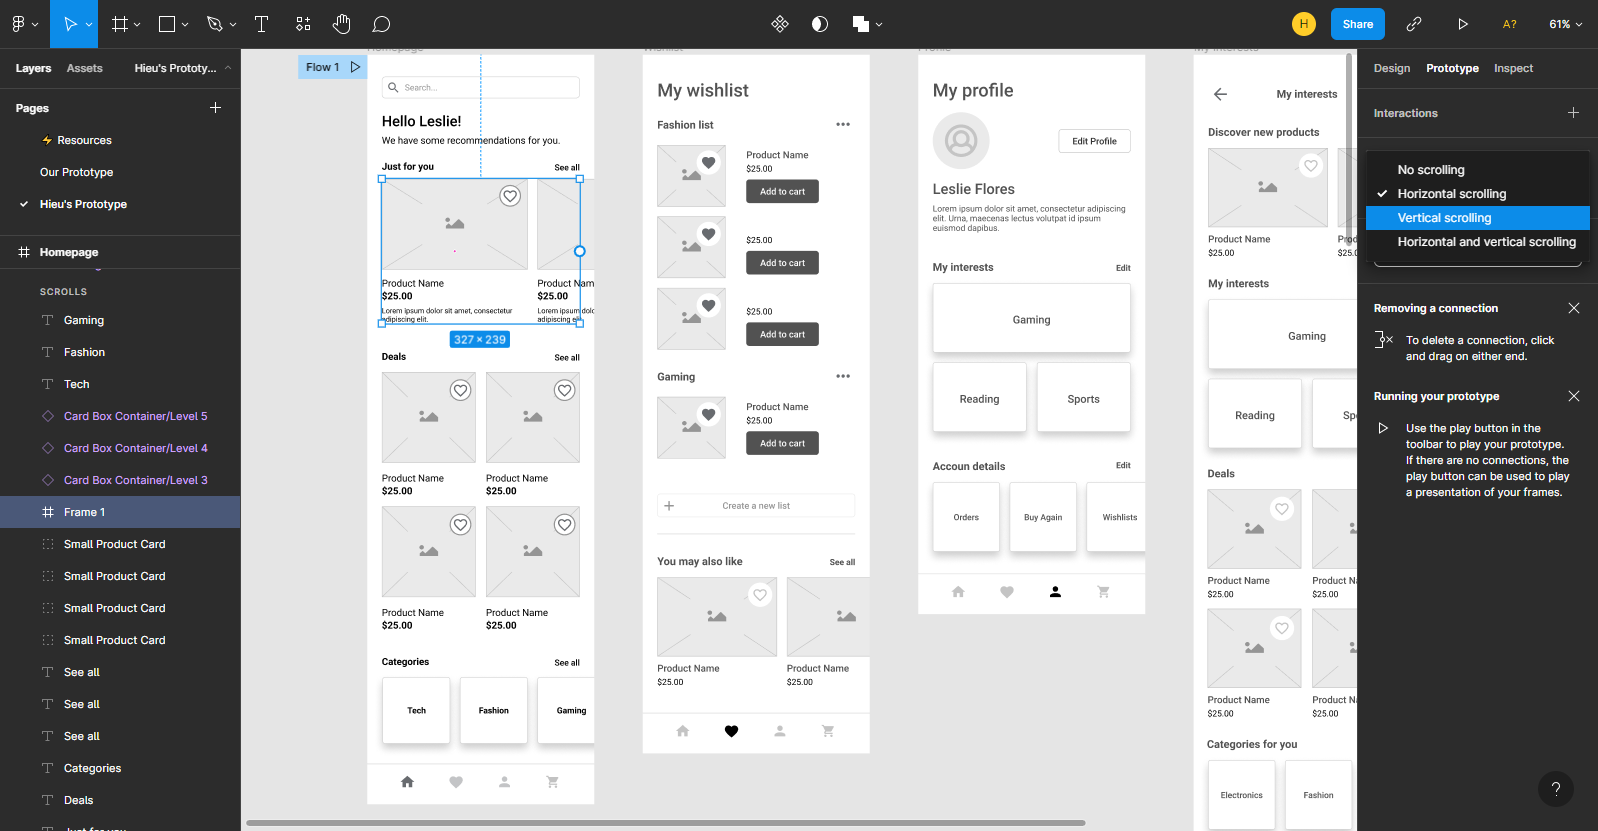 Share
H
A?
61%
Layers
Assets
Hieu's Prototy...
Pages
⚡ Resources
Our Prototype
Hieu's Prototype
Homepage
SCROLLS
Gaming
Fashion
Tech
Card Box Container/Level 5
Card Box Container/Level 4
Card Box Container/Level 3
Frame 1
Small Product Card
Small Product Card
Small Product Card
Small Product Card
See all
See all
See all
Categories
Deals
Just for you
Homepage
Flow 1
Search...
Hello Leslie!
We have some recommendations for you.
Just for you
See all
Product Name
$25.00
Lorem ipsum dolor sit amet, consectetur
adipiscing elit.
Product Nam
$25.00
Lorem ipsum dolo
adipiscing eli
327 × 239
Deals
See all
Product Name
$25.00
Product Name
$25.00
Product Name
$25.00
Product Name
$25.00
Categories
See all
Tech
Fashion
Gaming
Wishlist
My wishlist
Fashion list
Product Name
$25.00
Add to cart
$25.00
Add to cart
$25.00
Add to cart
Gaming
Product Name
$25.00
Add to cart
Create a new list
You may also like
See all
Product Name
$25.00
Product Name
$25.00
Profile
My profile
Edit Profile
Leslie Flores
Lorem ipsum dolor sit amet, consectetur adipiscing
elit. Urna, maecenas lectus volutpat id ipsum
euismod dapibus.
My interests
Edit
Gaming
Reading
Sports
Accoun details
Edit
Orders
Buy Again
Wishlists
My interests
My interests
Discover new products
Product Name
$25.00
Prod
$25.0
My interests
Gaming
Reading
Spo
Deals
Product Name
$25.00
Product N
$25.00
Product Name
$25.00
Product N
$25.00
Categories for you
Electronics
Fashion
Design
Prototype
Inspect
Interactions
No scrolling
Horizontal scrolling
Vertical scrolling
Horizontal and vertical scrolling
Removing a connection
To delete a connection, click
and drag on either end.
Running your prototype
Use the play button in the
toolbar to play your prototype.
If there are no connections, the
play button can be used to play
a presentation of your frames.
?